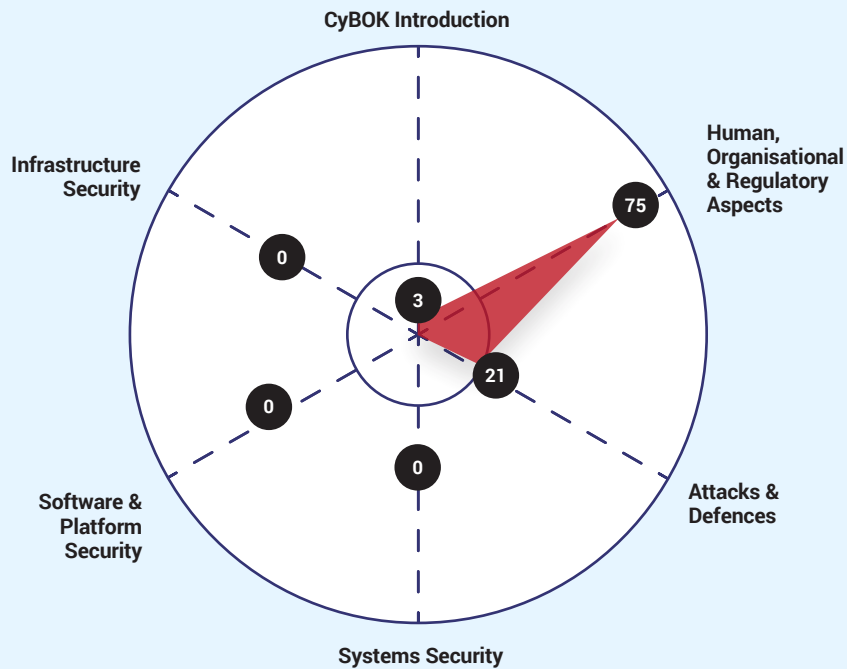 CyBOK Introduction
Human,
Organisational
& Regulatory
Aspects
Infrastructure
Security
75
0
3
21
0
0
Attacks &
Defences
Software &
Platform
Security
Systems Security